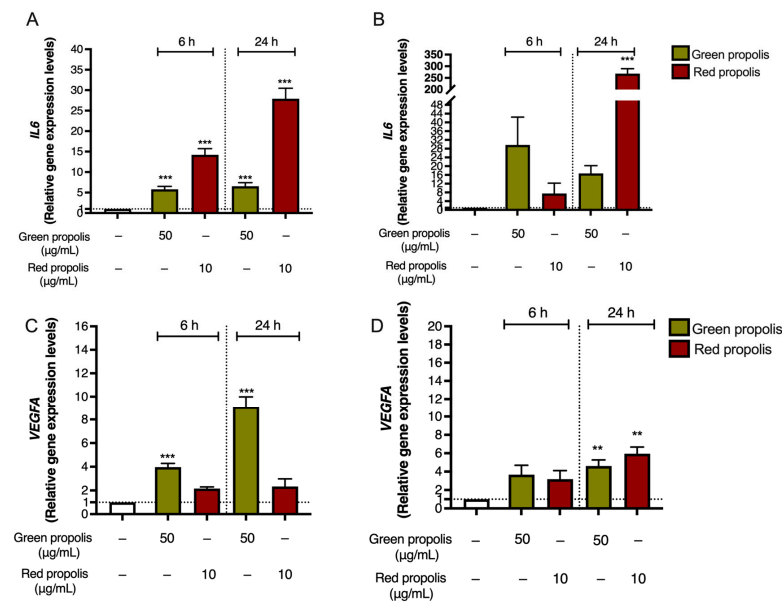 A
6 h
24 h
IL6
(Relative gene expression levels)
40
35
30
25
20
15
10
5
1
0
***
***
***
***
Green propolis
(µg/mL)
– 50 – 50 –
Red propolis
(µg/mL)
– – 10 – 10
B
6 h
24 h
IL6
(Relative gene expression levels)
350
300
250
200
48
44
40
36
32
28
24
20
16
12
8
4
1
0
***
Green propolis
(µg/mL)
– 50 – 50 –
Red propolis
(µg/mL)
– – 10 – 10
Green propolis
Red propolis
C
6 h
24 h
VEGFA
(Relative gene expression levels)
16
14
12
10
8
6
4
2
1
0
***
***
Green propolis
(µg/mL)
– 50 – 50 –
Red propolis
(µg/mL)
– – 10 – 10
D
6 h
24 h
VEGFA
(Relative gene expression levels)
20
18
16
14
12
10
8
6
4
2
1
0
**
**
Green propolis
(µg/mL)
– 50 – 50 –
Red propolis
(µg/mL)
– – 10 – 10
Green propolis
Red propolis